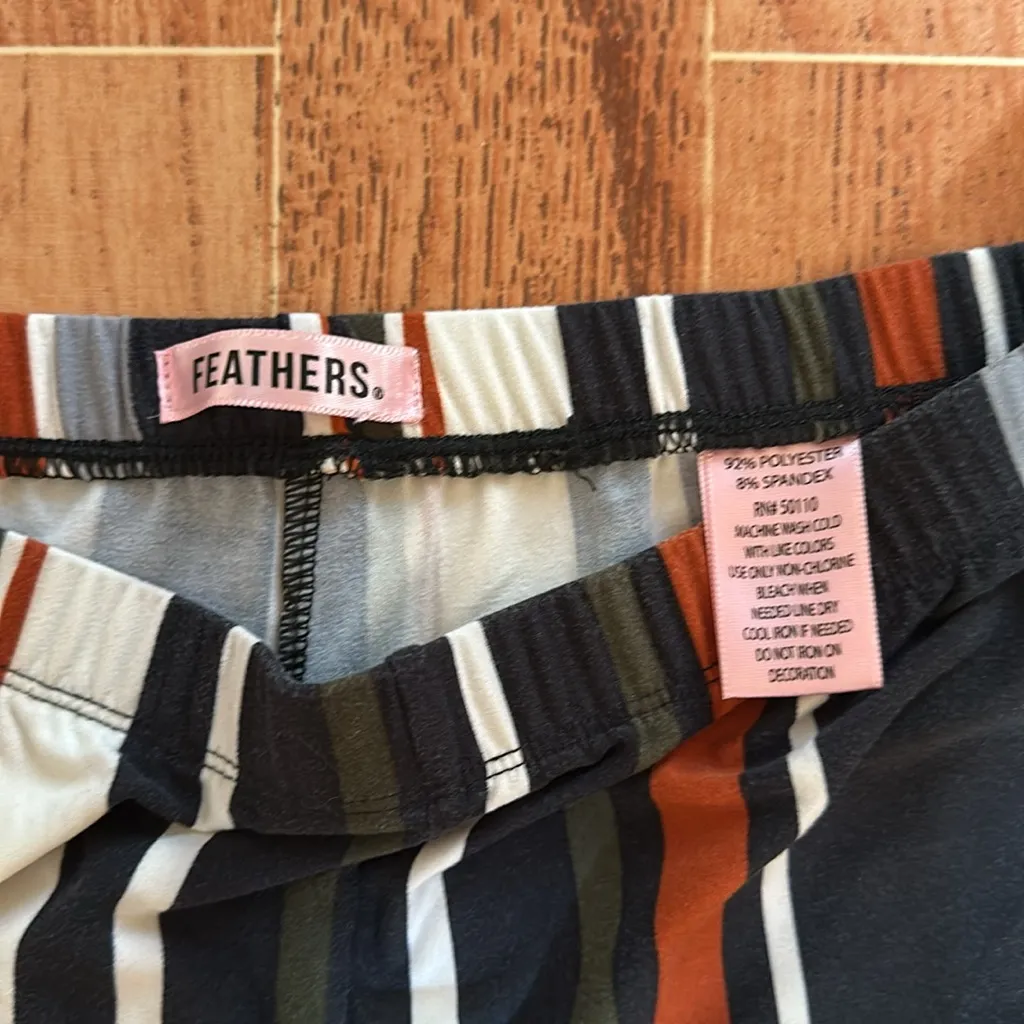 FEATHERS®
92% POLYESTER
8% SPANDEX
RN# 50110
MACHINE WASH COLD
WITH LIKE COLORS
USE ONLY NON-CHLORINE
BLEACH WHEN
NEEDED LINE DRY
COOL IRON IF NEEDED
DO NOT IRON ON
DECORATION